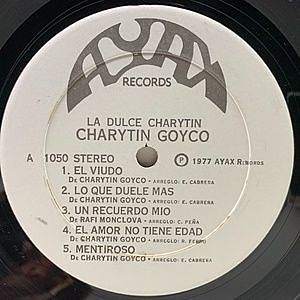 AYAX
RECORDS
LA DULCE CHARYTIN
CHARYTIN GOYCO
A 1050 STEREO
℗ 1977 AYAX RECORDS
1. EL VIUDO
De CHARYTIN GOYCO - ARREGLO: E. CABRERA
2. LO QUE DUELE MAS
De CHARYTIN GOYCO - ARREGLO: E. CABRERA
3. UN RECUERDO MIO
De RAFI MONCLOVA - ARREGLO: C. PEÑA
4. EL AMOR NO TIENE EDAD
De CHARYTIN GOYCO - ARREGLO: R. FERRO
5. MENTIROSO
De CHARYTIN GOYCO - ARREGLO: E. CABRERA